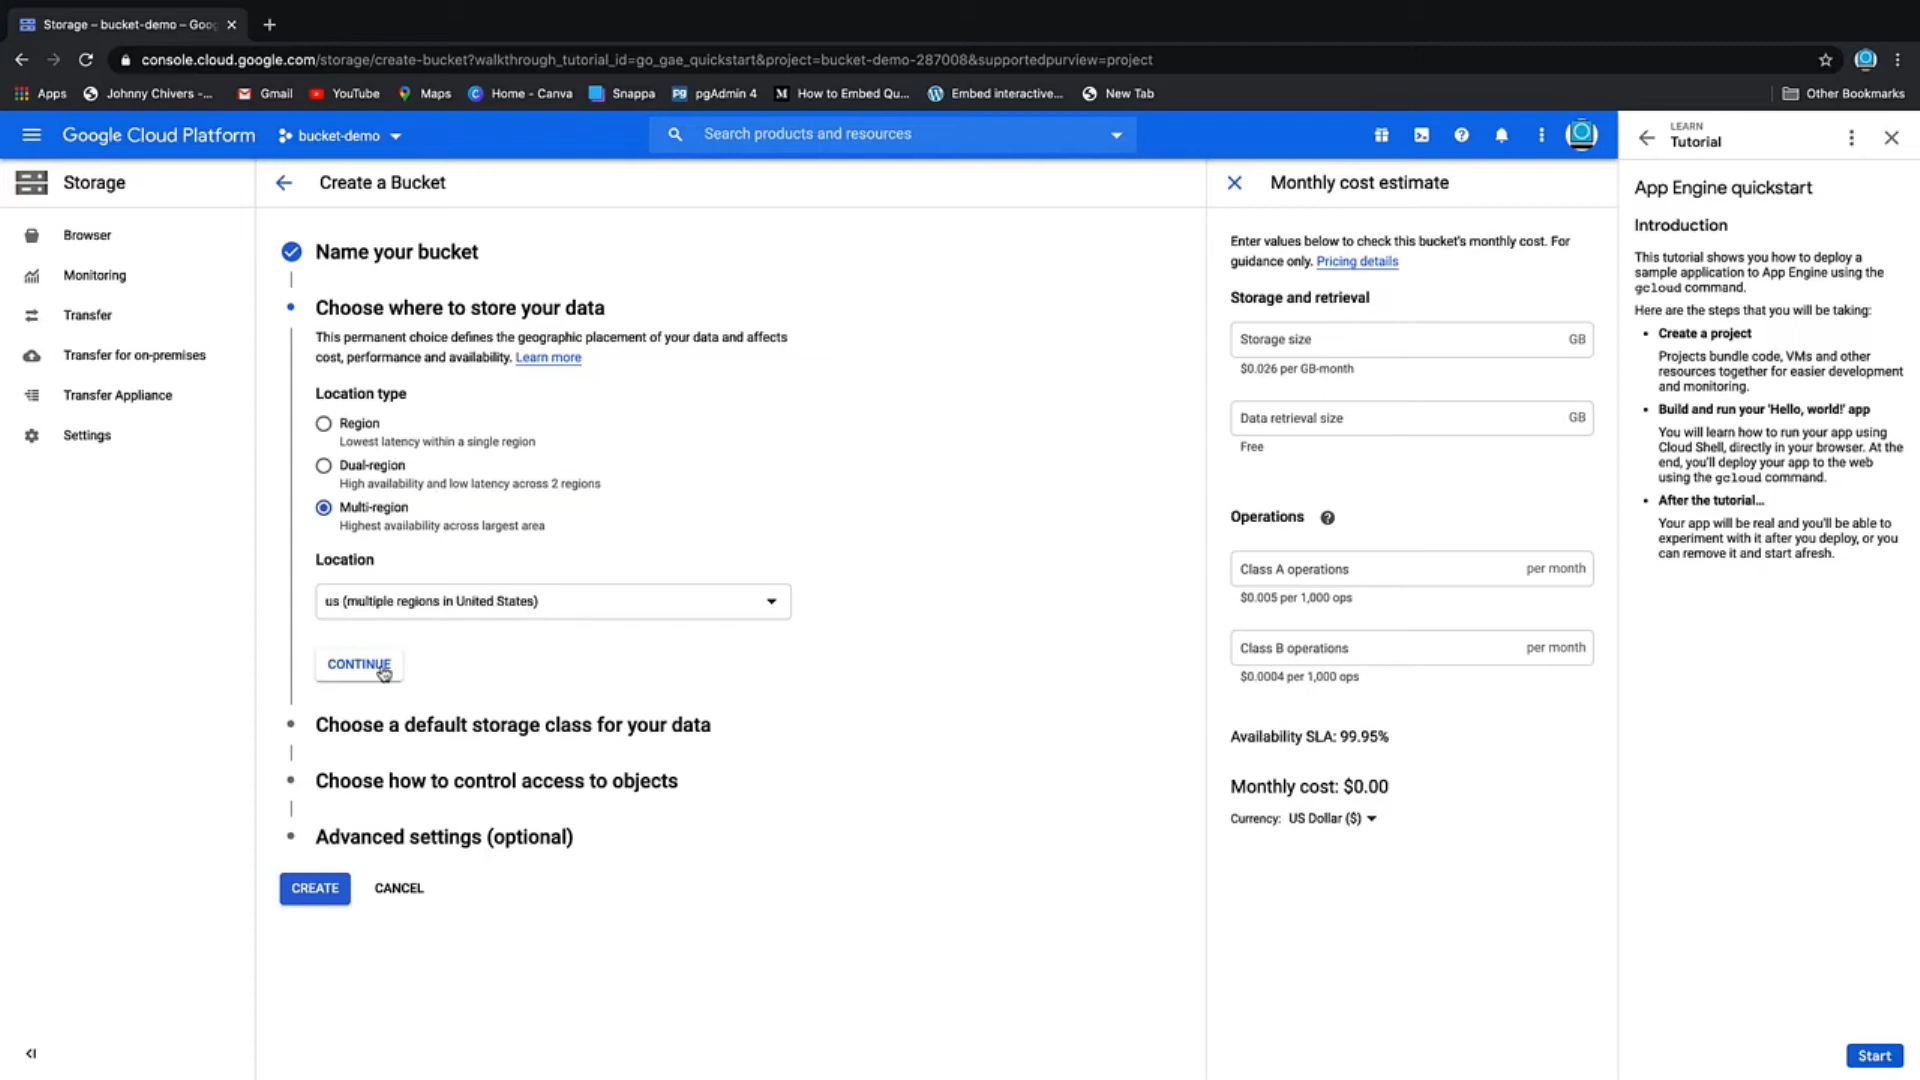 Storage – bucket-demo – Goo
console.cloud.google.com/storage/create-bucket?walkthrough_tutorial_id=go_gae_quickstart&project=bucket-demo-287008&supportedpurview=project
Apps
Johnny Chivers -...
Gmail
YouTube
Maps
Home - Canva
Snappa
pgAdmin 4
How to Embed Qu...
Embed interactive...
New Tab
Other Bookmarks
Google Cloud Platform
bucket-demo
Search products and resources
LEARN
Tutorial
Storage
Browser
Monitoring
Transfer
Transfer for on-premises
Transfer Appliance
Settings
Create a Bucket
Name your bucket
Choose where to store your data
This permanent choice defines the geographic placement of your data and affects
cost, performance and availability. Learn more
Location type
Region
Lowest latency within a single region
Dual-region
High availability and low latency across 2 regions
Multi-region
Highest availability across largest area
Location
us (multiple regions in United States)
CONTINUE
Choose a default storage class for your data
Choose how to control access to objects
Advanced settings (optional)
CREATE
CANCEL
Monthly cost estimate
Enter values below to check this bucket's monthly cost. For
guidance only. Pricing details
Storage and retrieval
Storage size GB
$0.026 per GB-month
Data retrieval size GB
Free
Operations
Class A operations per month
$0.005 per 1,000 ops
Class B operations per month
$0.0004 per 1,000 ops
Availability SLA: 99.95%
Monthly cost: $0.00
Currency: US Dollar ($)
App Engine quickstart
Introduction
This tutorial shows you how to deploy a
sample application to App Engine using the
gcloud command.
Here are the steps that you will be taking:
• Create a project
Projects bundle code, VMs and other
resources together for easier development
and monitoring.
• Build and run your 'Hello, world!' app
You will learn how to run your app using
Cloud Shell, directly in your browser. At the
end, you'll deploy your app to the web
using the gcloud command.
• After the tutorial...
Your app will be real and you'll be able to
experiment with it after you deploy, or you
can remove it and start afresh.
Start